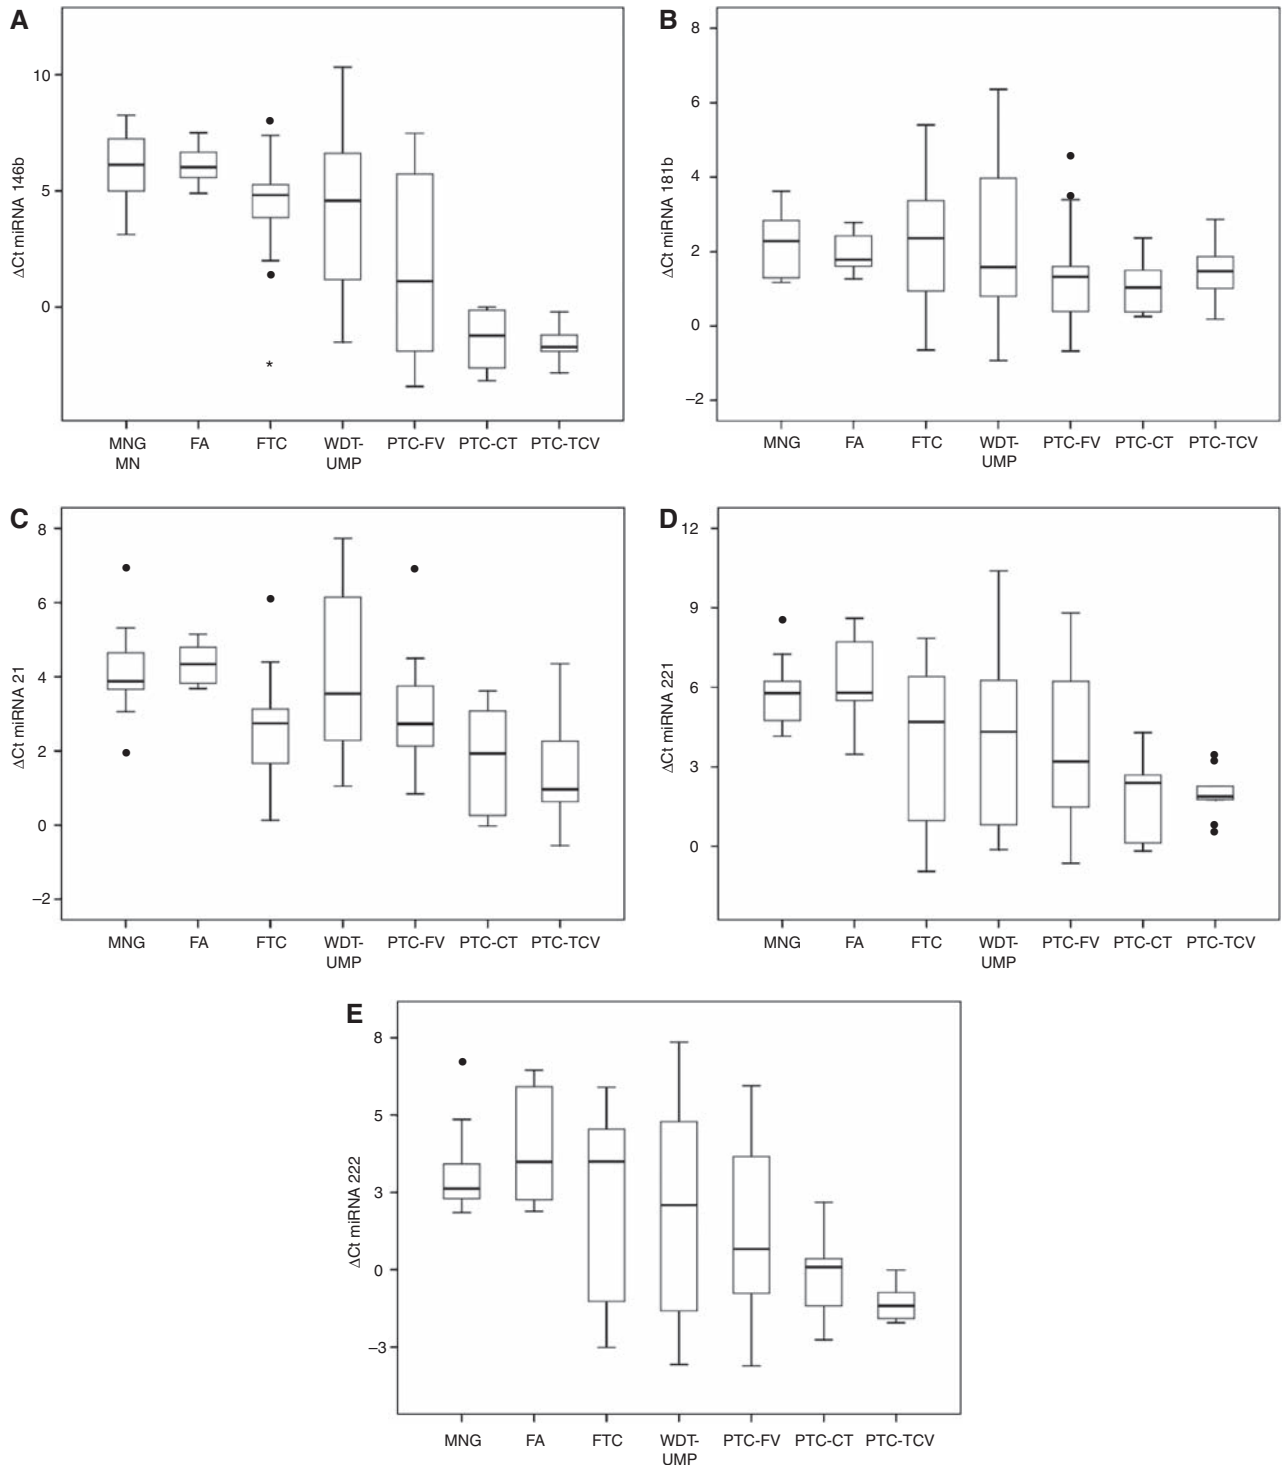 A
ΔCt miRNA 146b
10
5
0
MNG MN
FA
FTC
WDT-UMP
PTC-FV
PTC-CT
PTC-TCV
*
B
ΔCt miRNA 181b
8
6
4
2
0
–2
MNG
FA
FTC
WDT-UMP
PTC-FV
PTC-CT
PTC-TCV
C
ΔCt miRNA 21
8
6
4
2
0
–2
MNG
FA
FTC
WDT-UMP
PTC-FV
PTC-CT
PTC-TCV
D
ΔCt miRNA 221
12
9
6
3
0
MNG
FA
FTC
WDT-UMP
PTC-FV
PTC-CT
PTC-TCV
E
ΔCt miRNA 222
8
5
3
0
–3
MNG
FA
FTC
WDT-UMP
PTC-FV
PTC-CT
PTC-TCV